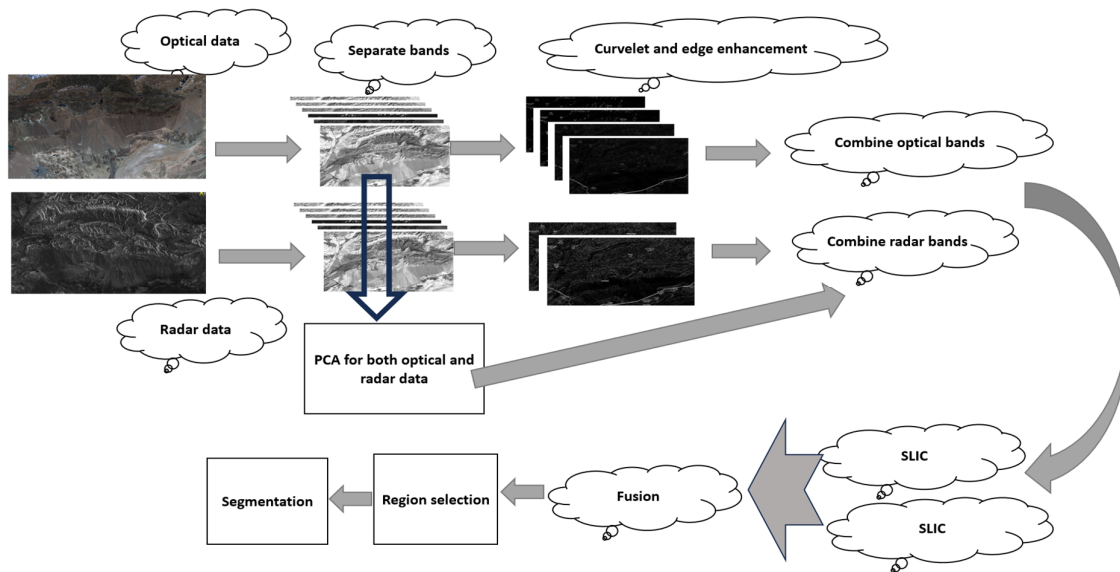 Optical data
Separate bands
Curvelet and edge enhancement
Combine optical bands
Combine radar bands
Radar data
PCA for both optical and
radar data
SLIC
SLIC
Fusion
Region selection
Segmentation